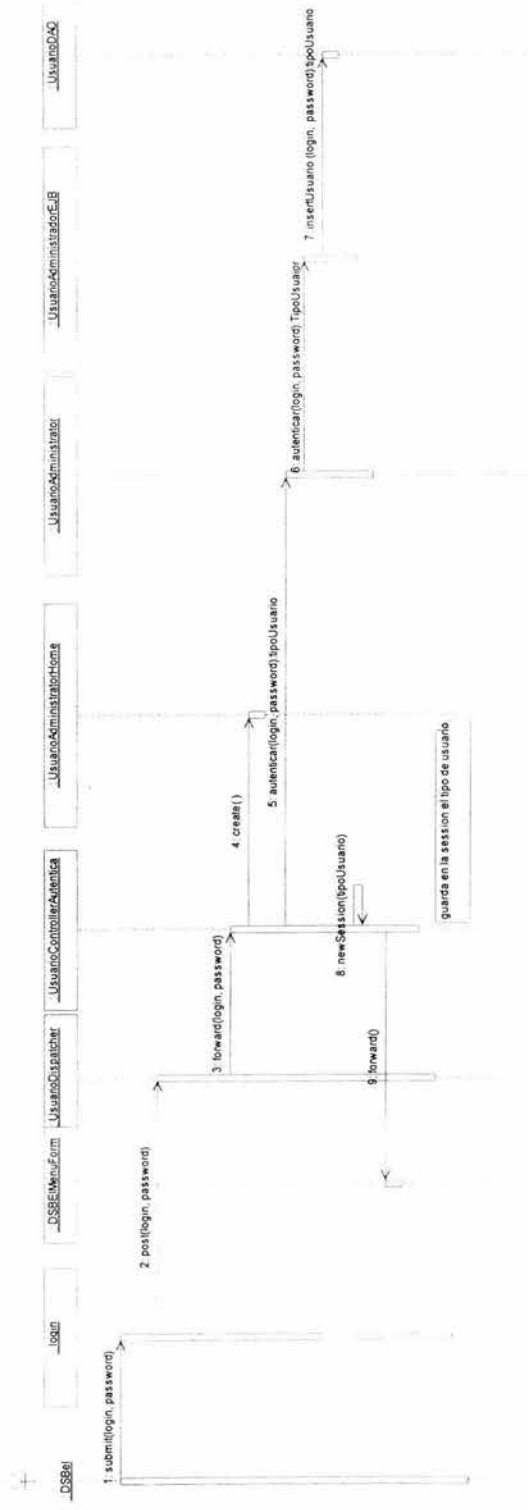 : DSBeI
: login
: DSBEIMenuForm
: UsuarioDispatcher
: UsuarioControllerAutentica
: UsuarioAdministratorHome
: UsuarioAdministrator
: UsuarioAdministradorEJB
: UsuarioDAO
1: submit(login, password)
2: post(login, password)
3: forward(login, password)
4: create( )
5: autenticar(login, password):tipoUsuario
6: autenticar(login, password):TipoUsuaior
7: insertUsuario (login, password):tipoUsuario
8: newSession(tipoUsuario)
9: forward()
guarda en la session el tipo de usuario